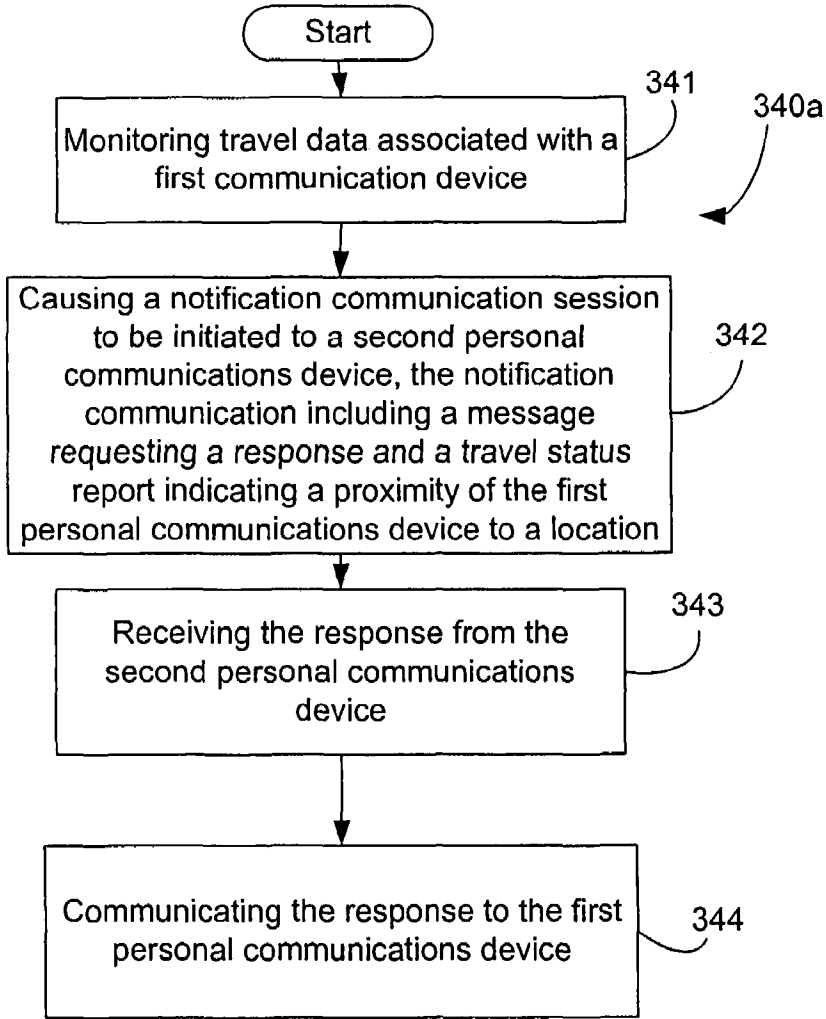 Start
341
340a
Monitoring travel data associated with a
first communication device
Causing a notification communication session
to be initiated to a second personal
communications device, the notification
communication including a message
requesting a response and a travel status
report indicating a proximity of the first
personal communications device to a location
342
Receiving the response from the
second personal communications
device
343
Communicating the response to the first
personal communications device
344